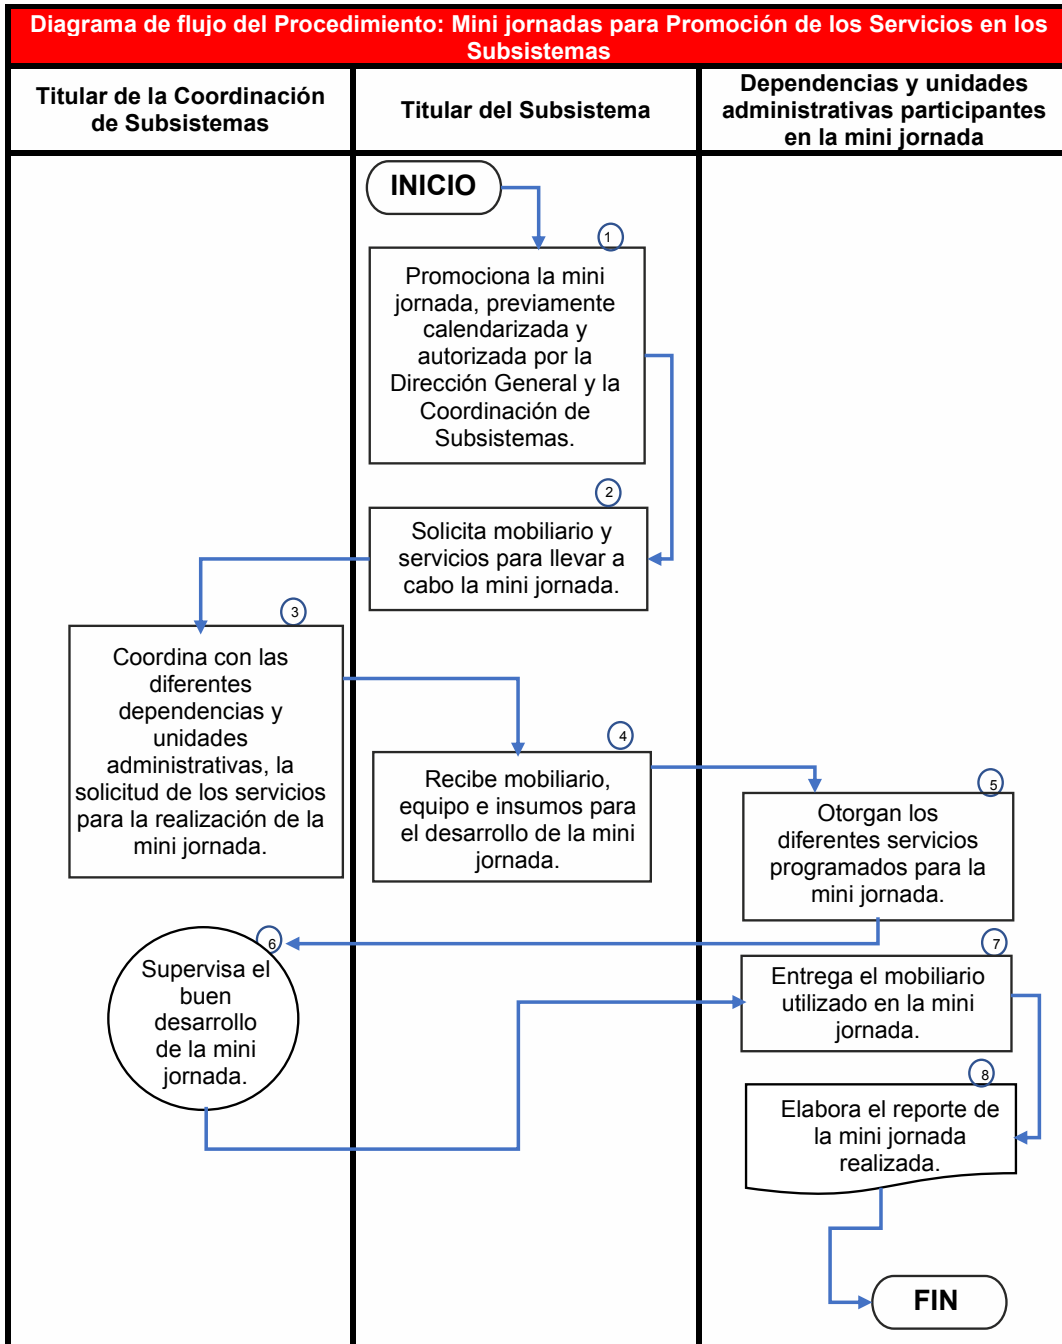 Diagrama de flujo del Procedimiento: Mini jornadas para Promoción de los Servicios en los
Subsistemas
Titular de la Coordinación
de Subsistemas
Titular del Subsistema
Dependencias y unidades
administrativas participantes
en la mini jornada
INICIO
1
Promociona la mini
jornada, previamente
calendarizada y
autorizada por la
Dirección General y la
Coordinación de
Subsistemas.
2
Solicita mobiliario y
servicios para llevar a
cabo la mini jornada.
3
Coordina con las
diferentes
dependencias y
unidades
administrativas, la
solicitud de los servicios
para la realización de la
mini jornada.
4
Recibe mobiliario,
equipo e insumos para
el desarrollo de la mini
jornada.
5
Otorgan los
diferentes servicios
programados para la
mini jornada.
6
Supervisa el
buen
desarrollo
de la mini
jornada.
7
Entrega el mobiliario
utilizado en la mini
jornada.
8
Elabora el reporte de
la mini jornada
realizada.
FIN